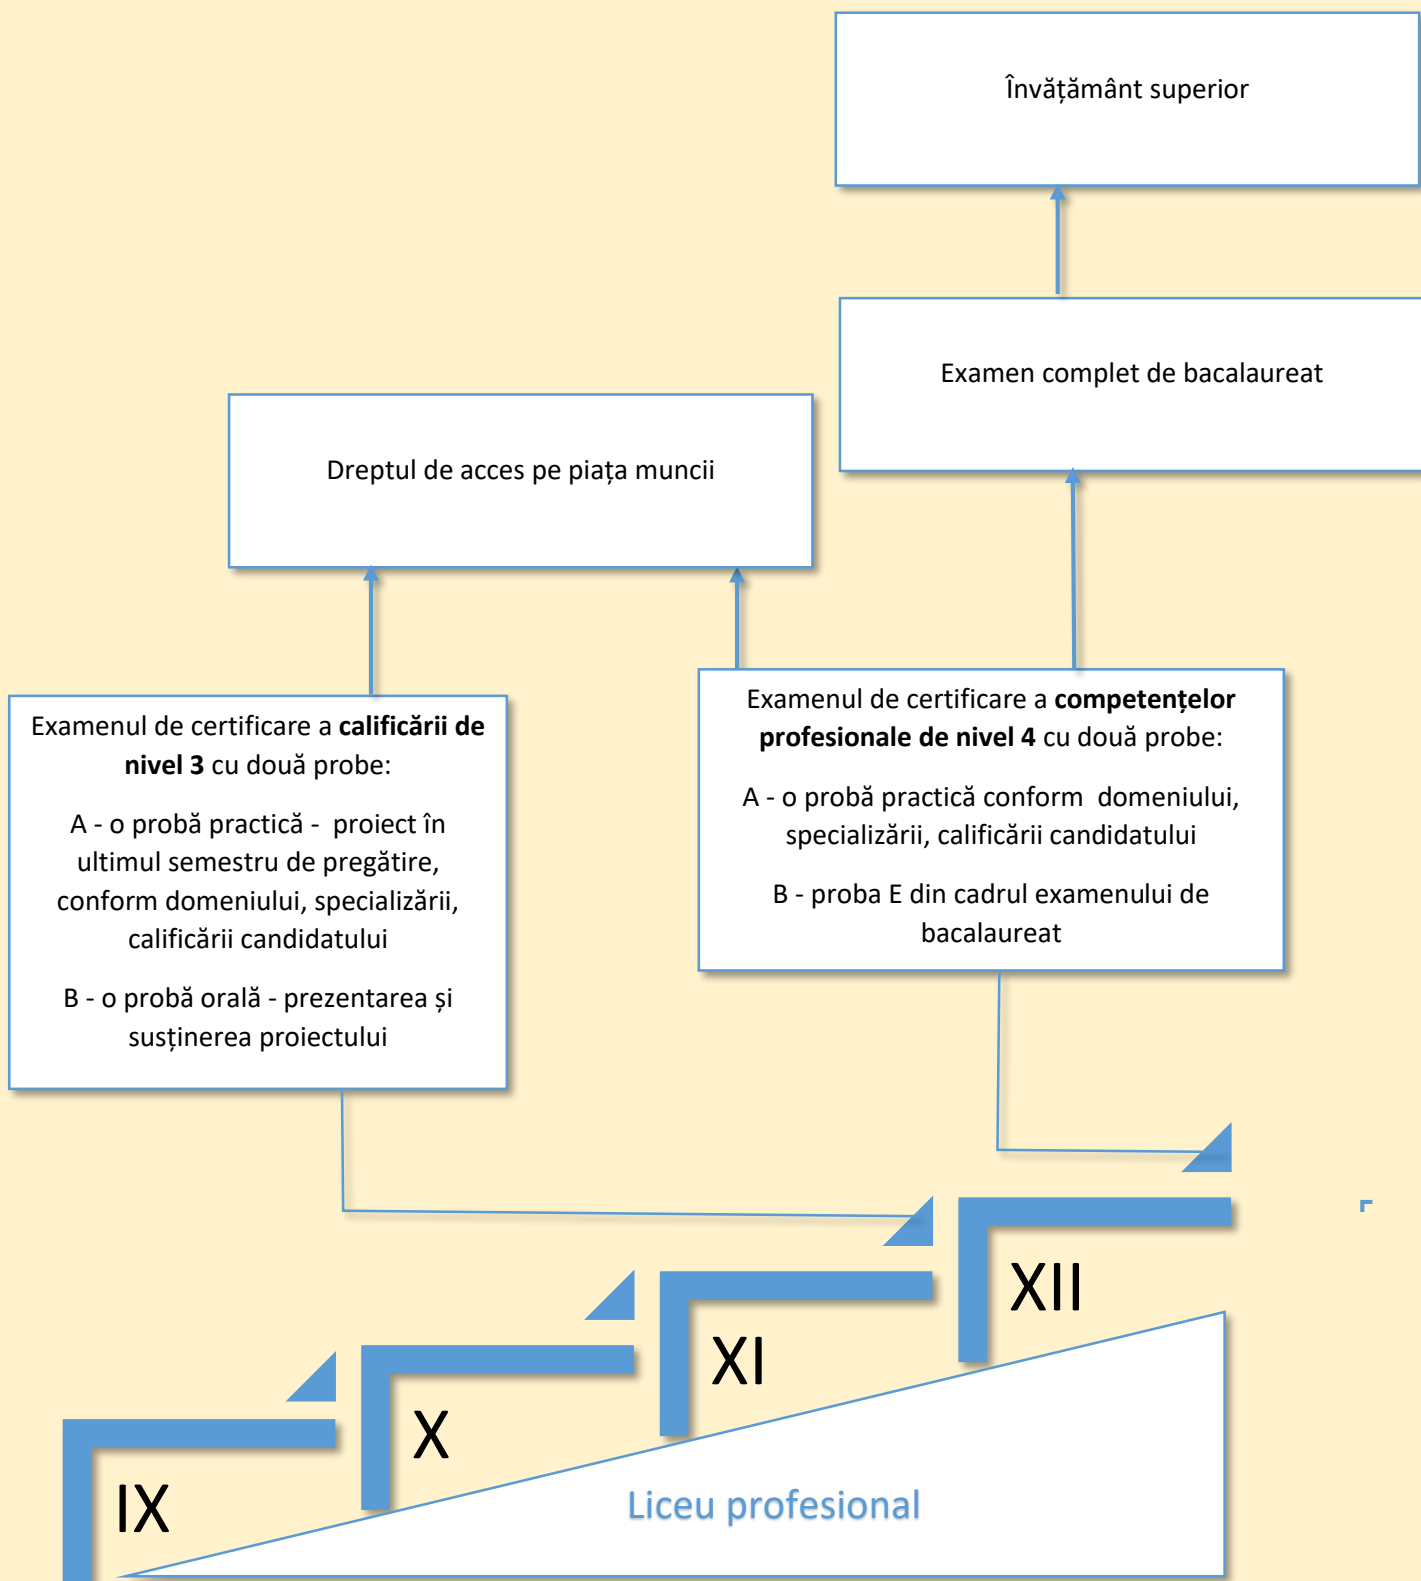 Învățământ superior
Examen complet de bacalaureat
Dreptul de acces pe piața muncii
Examenul de certificare a calificării de
nivel 3 cu două probe:
A - o probă practică -  proiect în
ultimul semestru de pregătire,
conform domeniului, specializării,
calificării candidatului
B - o probă orală - prezentarea și
susținerea proiectului
Examenul de certificare a competențelor
profesionale de nivel 4 cu două probe:
A - o probă practică conform  domeniului,
specializării, calificării candidatului
B - proba E din cadrul examenului de
bacalaureat
XII
XI
X
IX
Liceu profesional